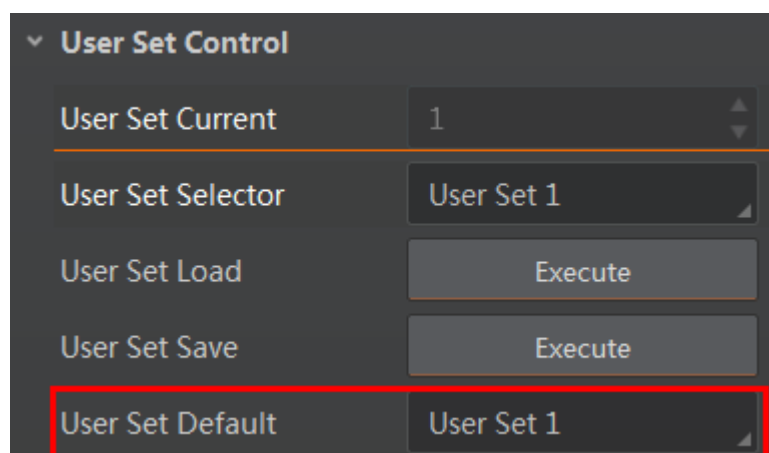 User Set Control
User Set Current 1
User Set Selector User Set 1
User Set Load Execute
User Set Save Execute
User Set Default User Set 1